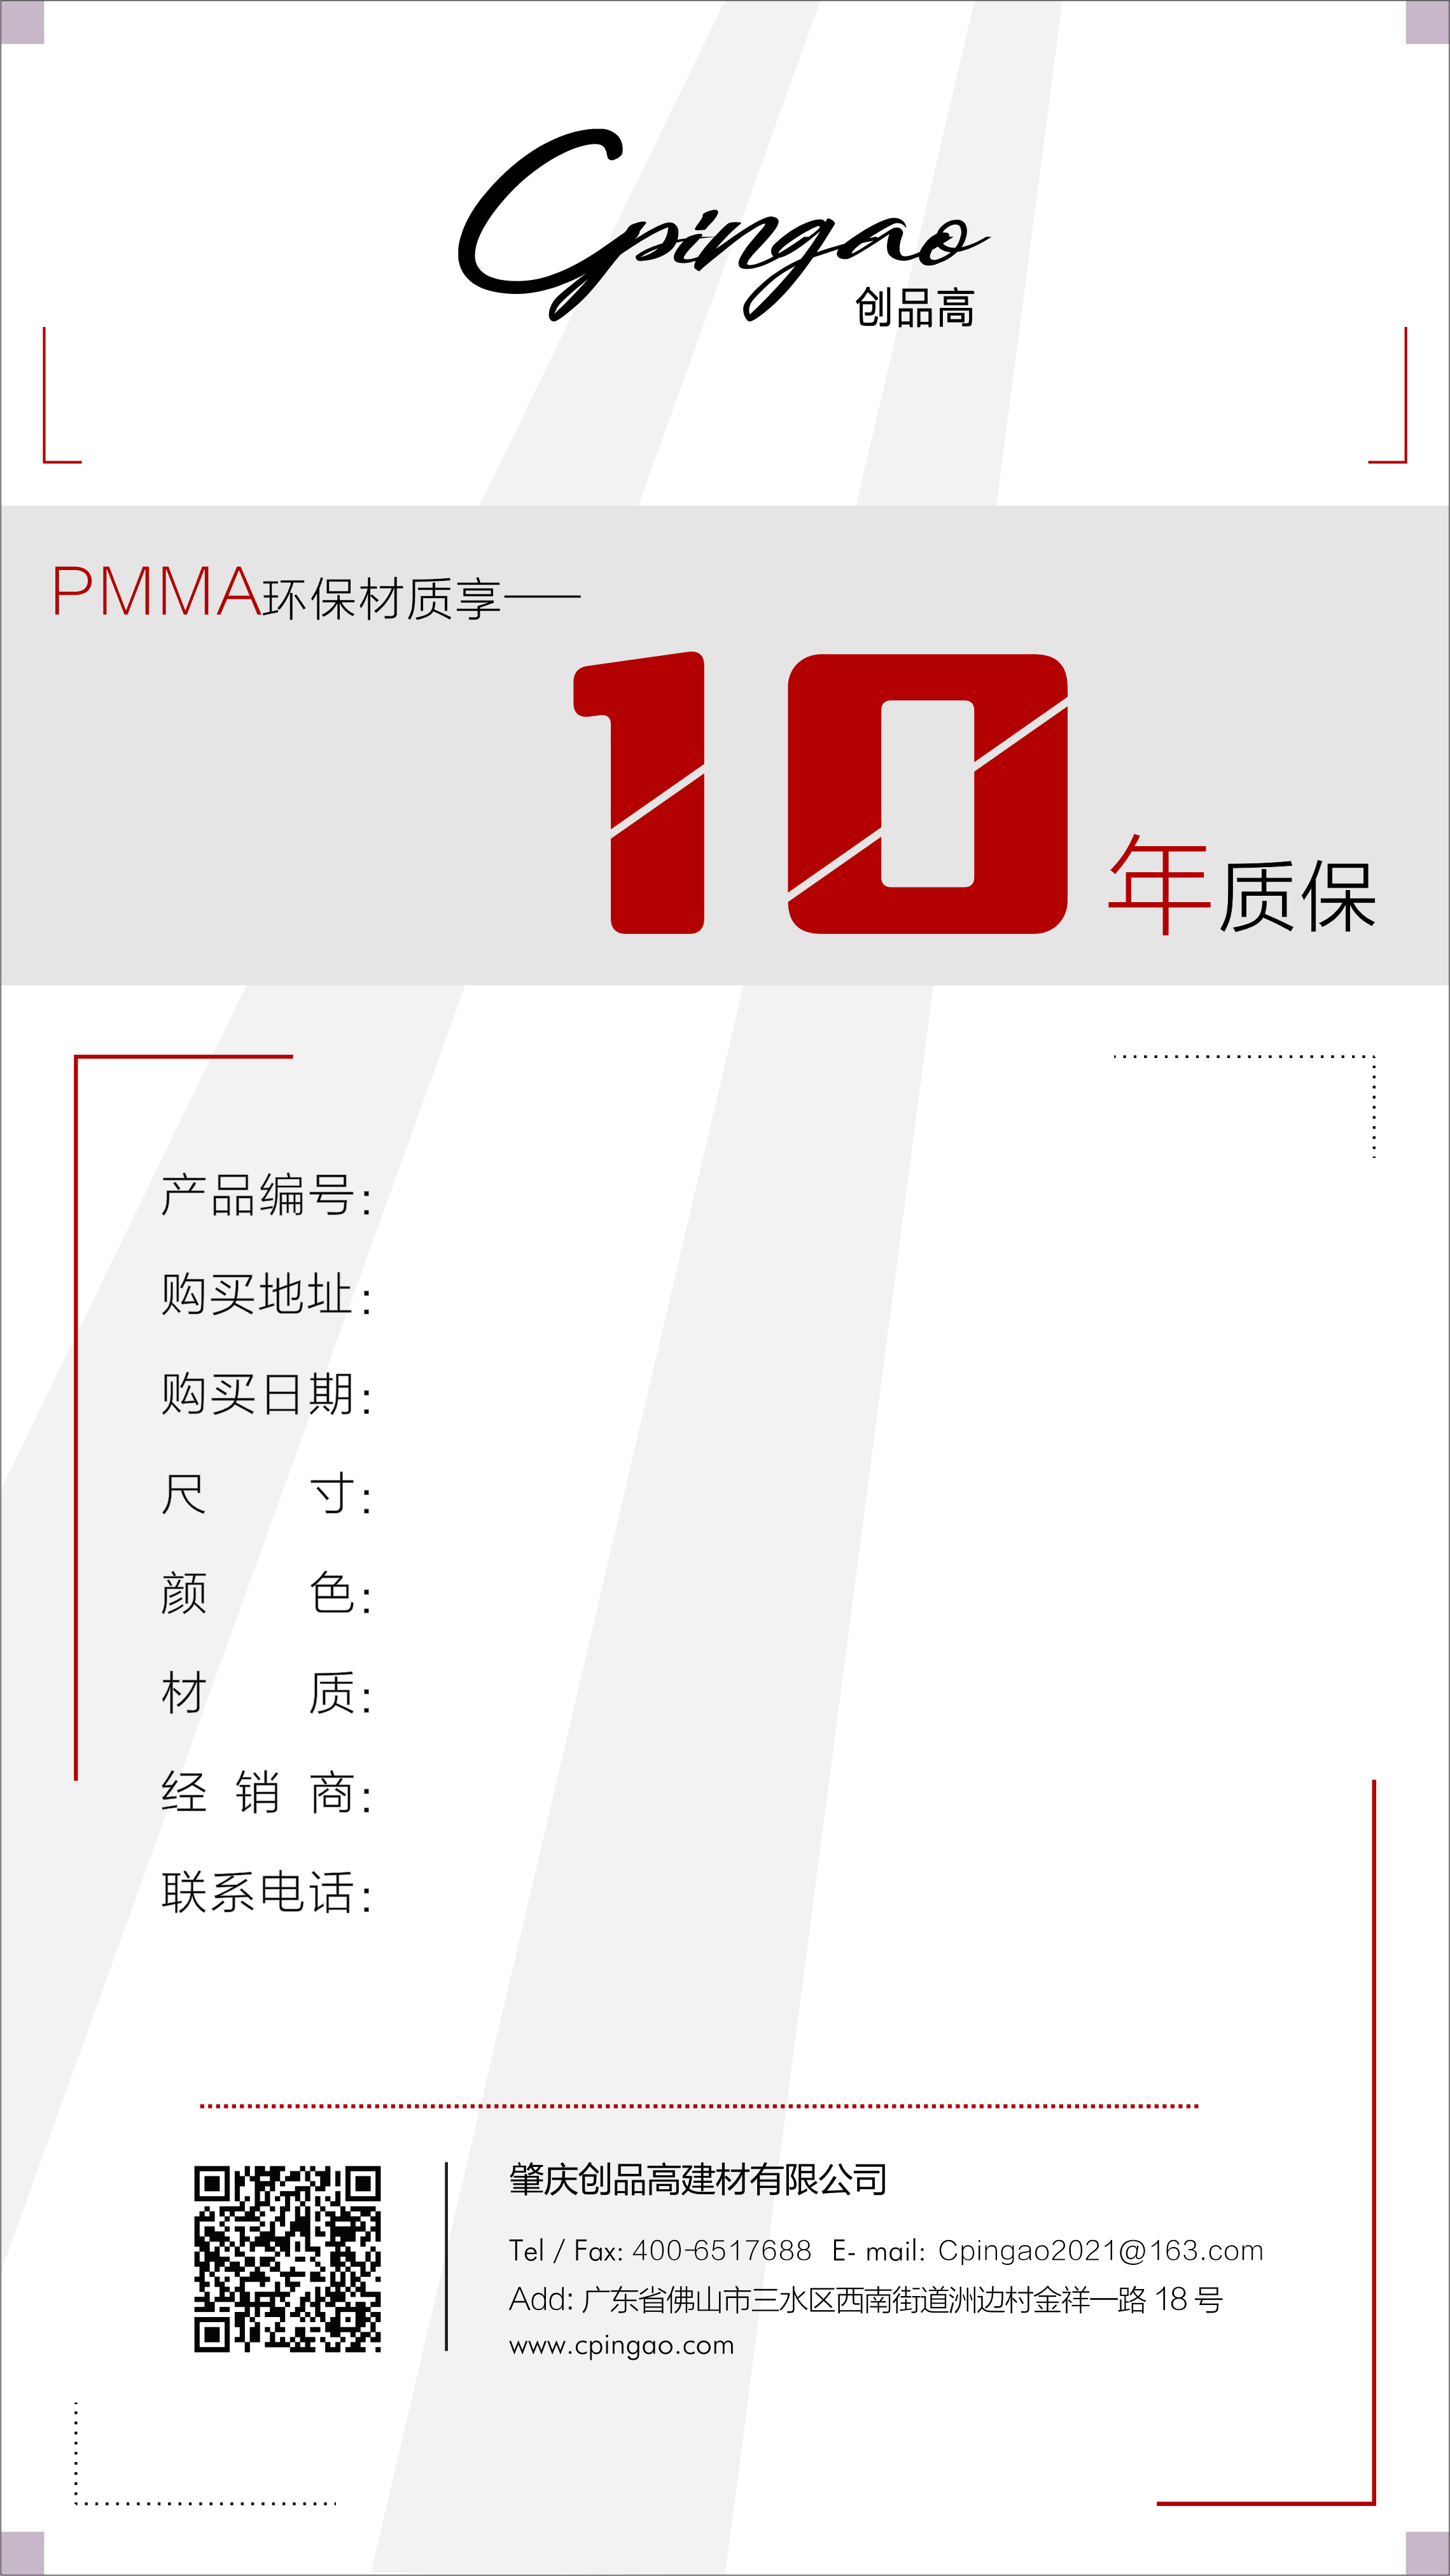 Cpingao
创品高
PMMA环保材质享——
10年质保
产品编号:
购买地址:
购买日期:
尺 寸:
颜 色:
材 质:
经 销 商:
联系电话:
肇庆创品高建材有限公司
Tel / Fax: 400-6517688 E- mail: Cpingao2021@163.com
Add: 广东省佛山市三水区西南街道洲边村金祥一路 18 号
www.cpingao.com